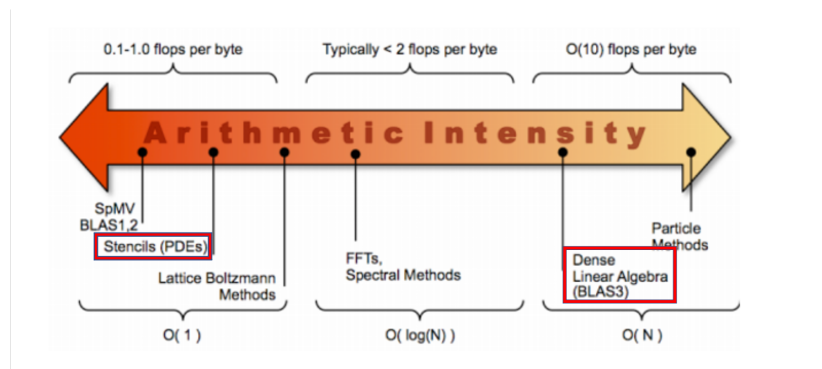 0.1-1.0 flops per byte
Typically < 2 flops per byte
O(10) flops per byte
Arithmetic Intensity
SpMV
BLAS1,2
Stencils (PDEs)
Lattice Boltzmann
Methods
FFTs,
Spectral Methods
Dense
Linear Algebra
(BLAS3)
Particle
Methods
O( 1 )
O( log(N) )
O( N )